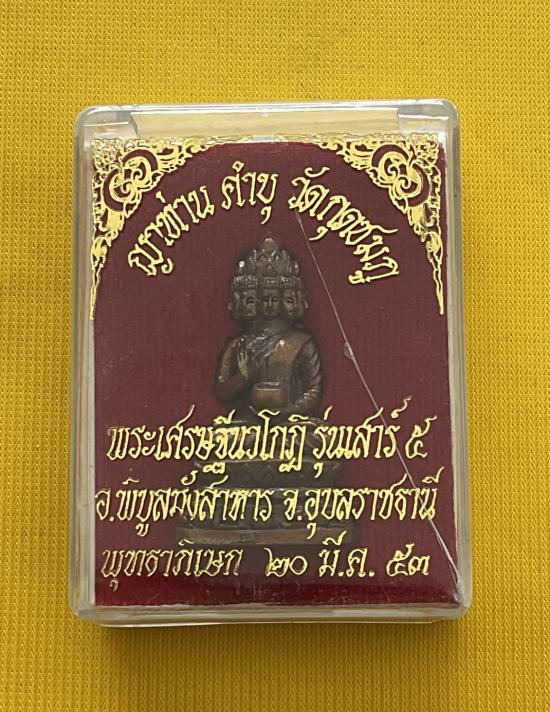 ญาท่าน คำบุ วัดกุดชมภู
พระเศรษฐีนวโกฏิ รุ่นเสาร์ ๕
อ.พิบูลมังสาหาร จ.อุบลราชธานี
พุทธาภิเษก ๒๐ มี.ค. ๕๓